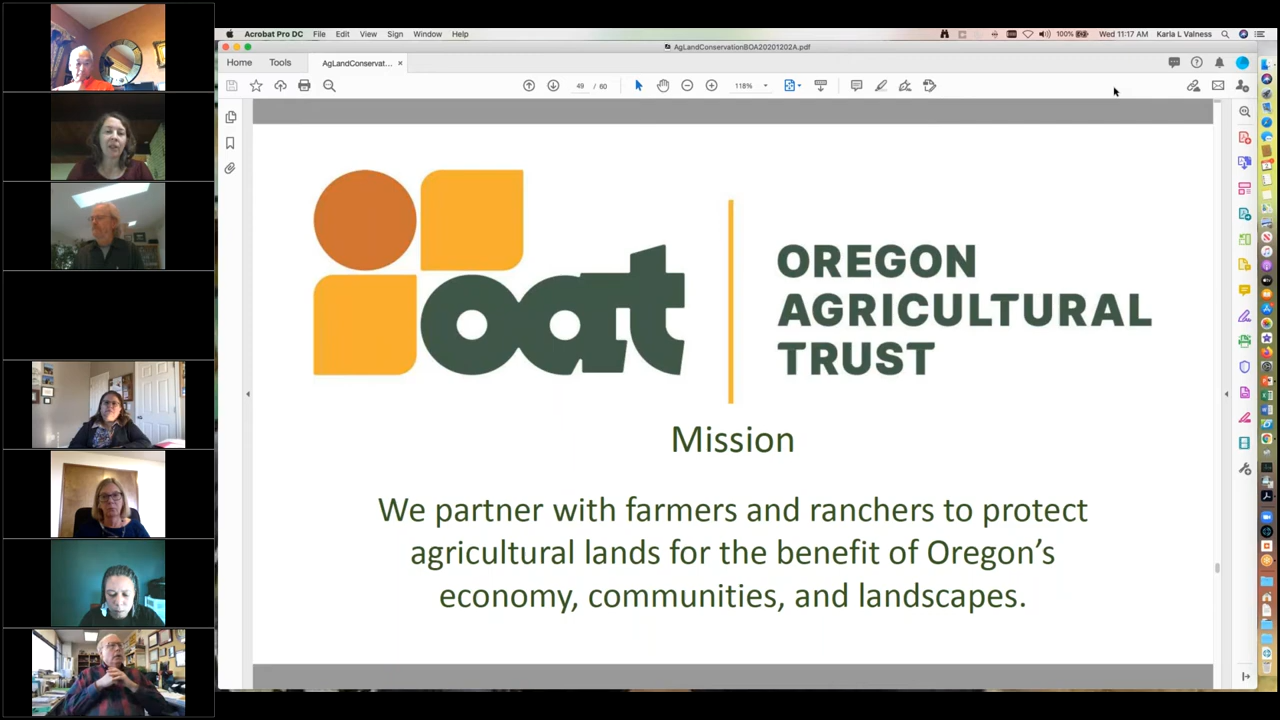 Acrobat Pro DC File Edit View Sign Window Help 100% Wed 11:17 AM Karla L Valness
AgLandConservationBOA20201202A.pdf
Home Tools AgLandConservat... ×
49 / 60 118%
oat
OREGON
AGRICULTURAL
TRUST
Mission
We partner with farmers and ranchers to protect
agricultural lands for the benefit of Oregon’s
economy, communities, and landscapes.